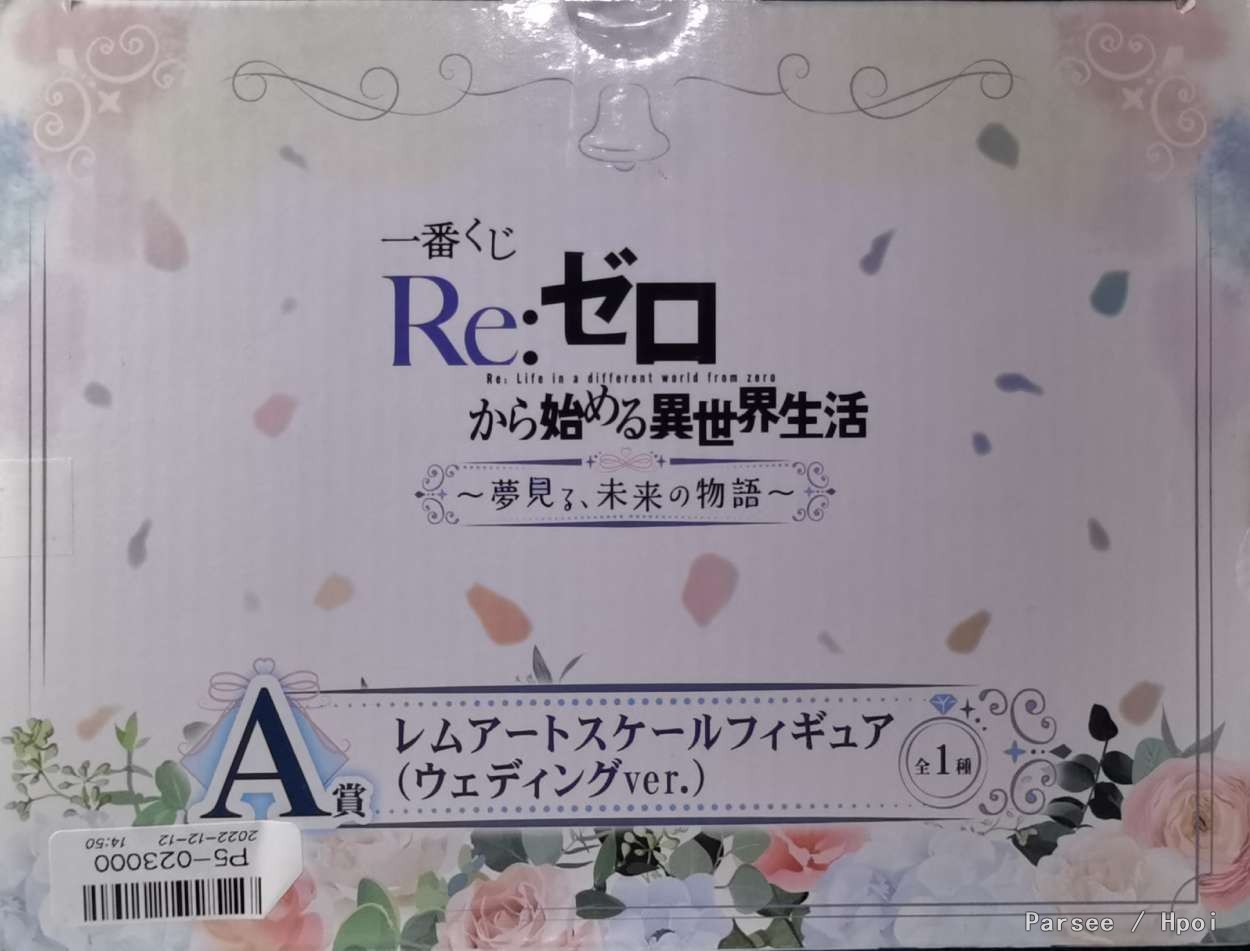 一番くじ
Re:ゼロ
Re: Life in a different world from zero
から始める異世界生活
～夢見る、未来の物語～
A賞
レムアートスケールフィギュア
(ウェディングver.)
全1種
P5-023000
2022-12-12 14:50
Parsee / Hpoi